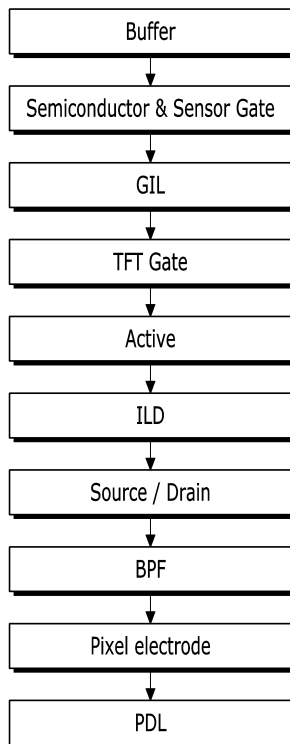 Buffer
Semiconductor & Sensor Gate
GIL
TFT Gate
Active
ILD
Source / Drain
BPF
Pixel electrode
PDL